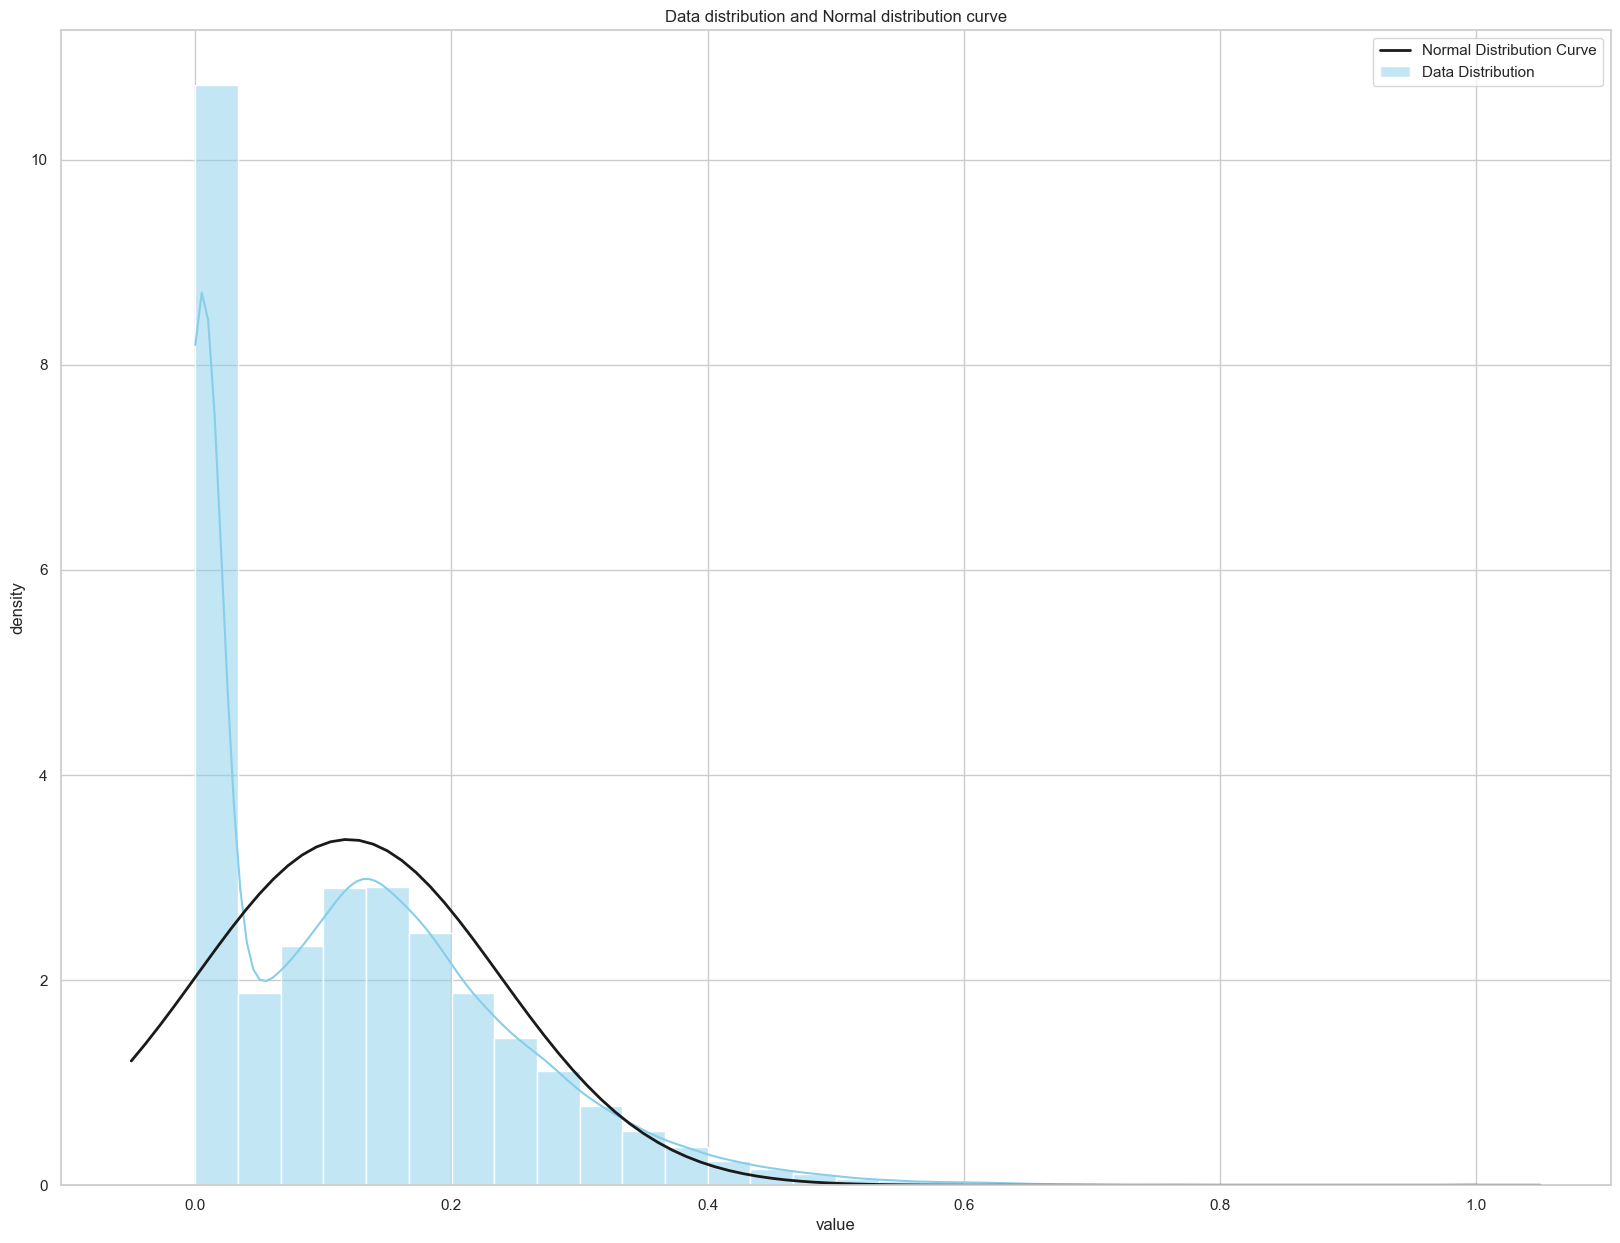 Data distribution and Normal distribution curve
Normal Distribution Curve
Data Distribution
10
8
6
4
2
0
density
0.0 0.2 0.4 0.6 0.8 1.0
value